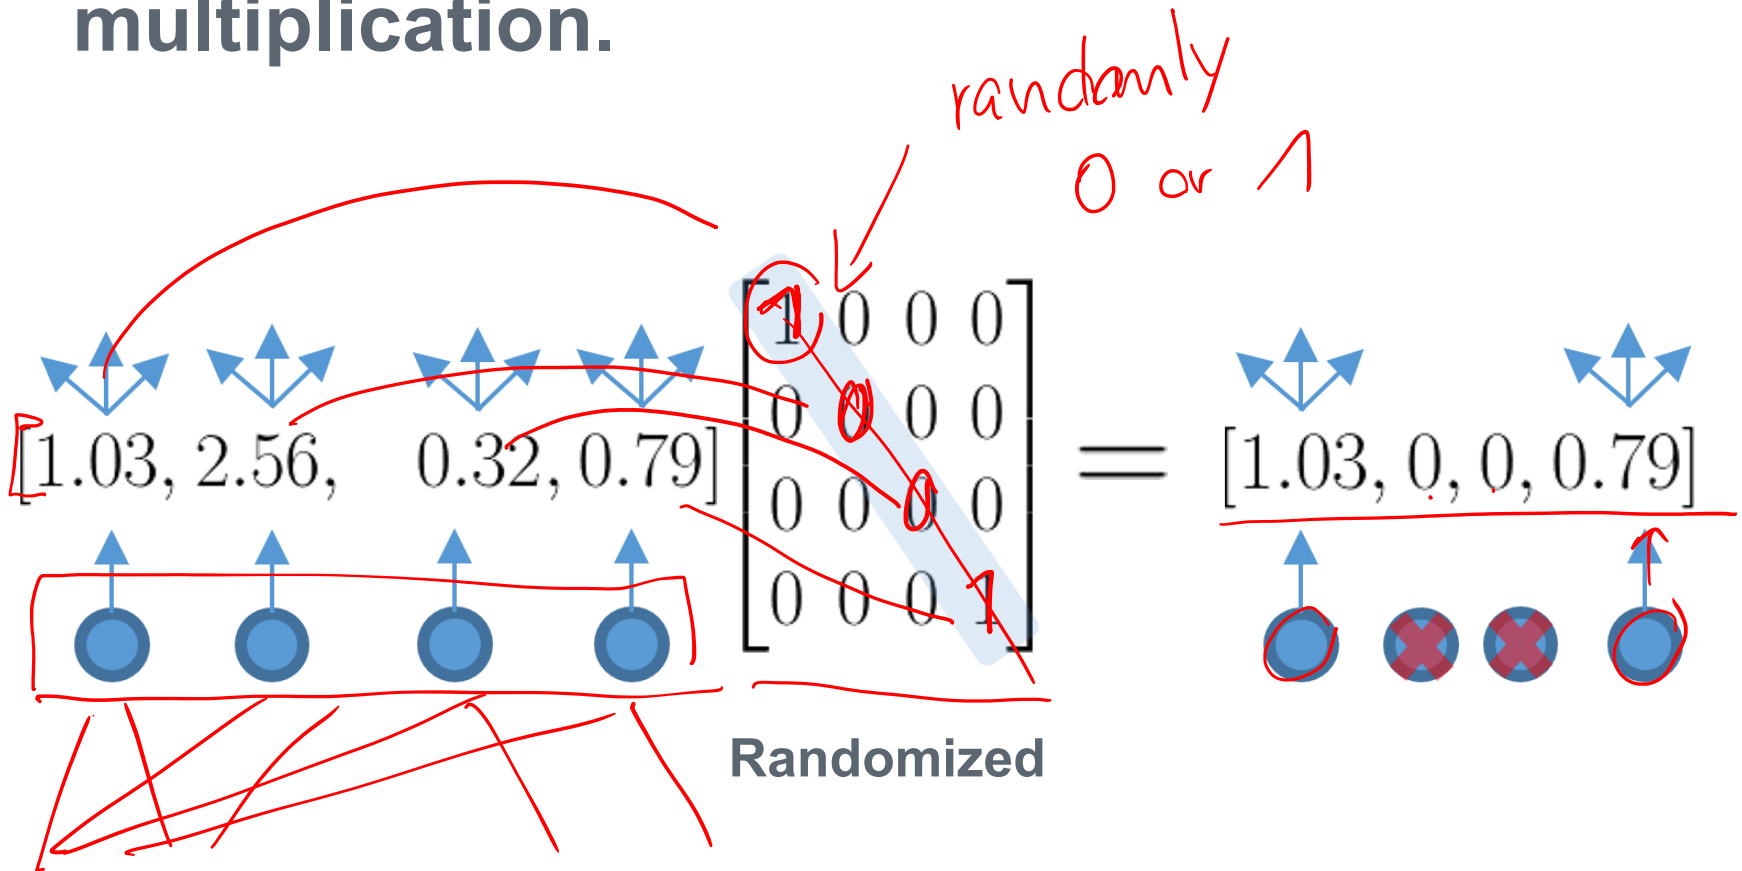 multiplication.
randomly
0 or 1
[1.03, 2.56, 0.32, 0.79]
1 0 0 0
0 0 0 0
0 0 0 0
0 0 0 1
= [1.03, 0, 0, 0.79]
Randomized